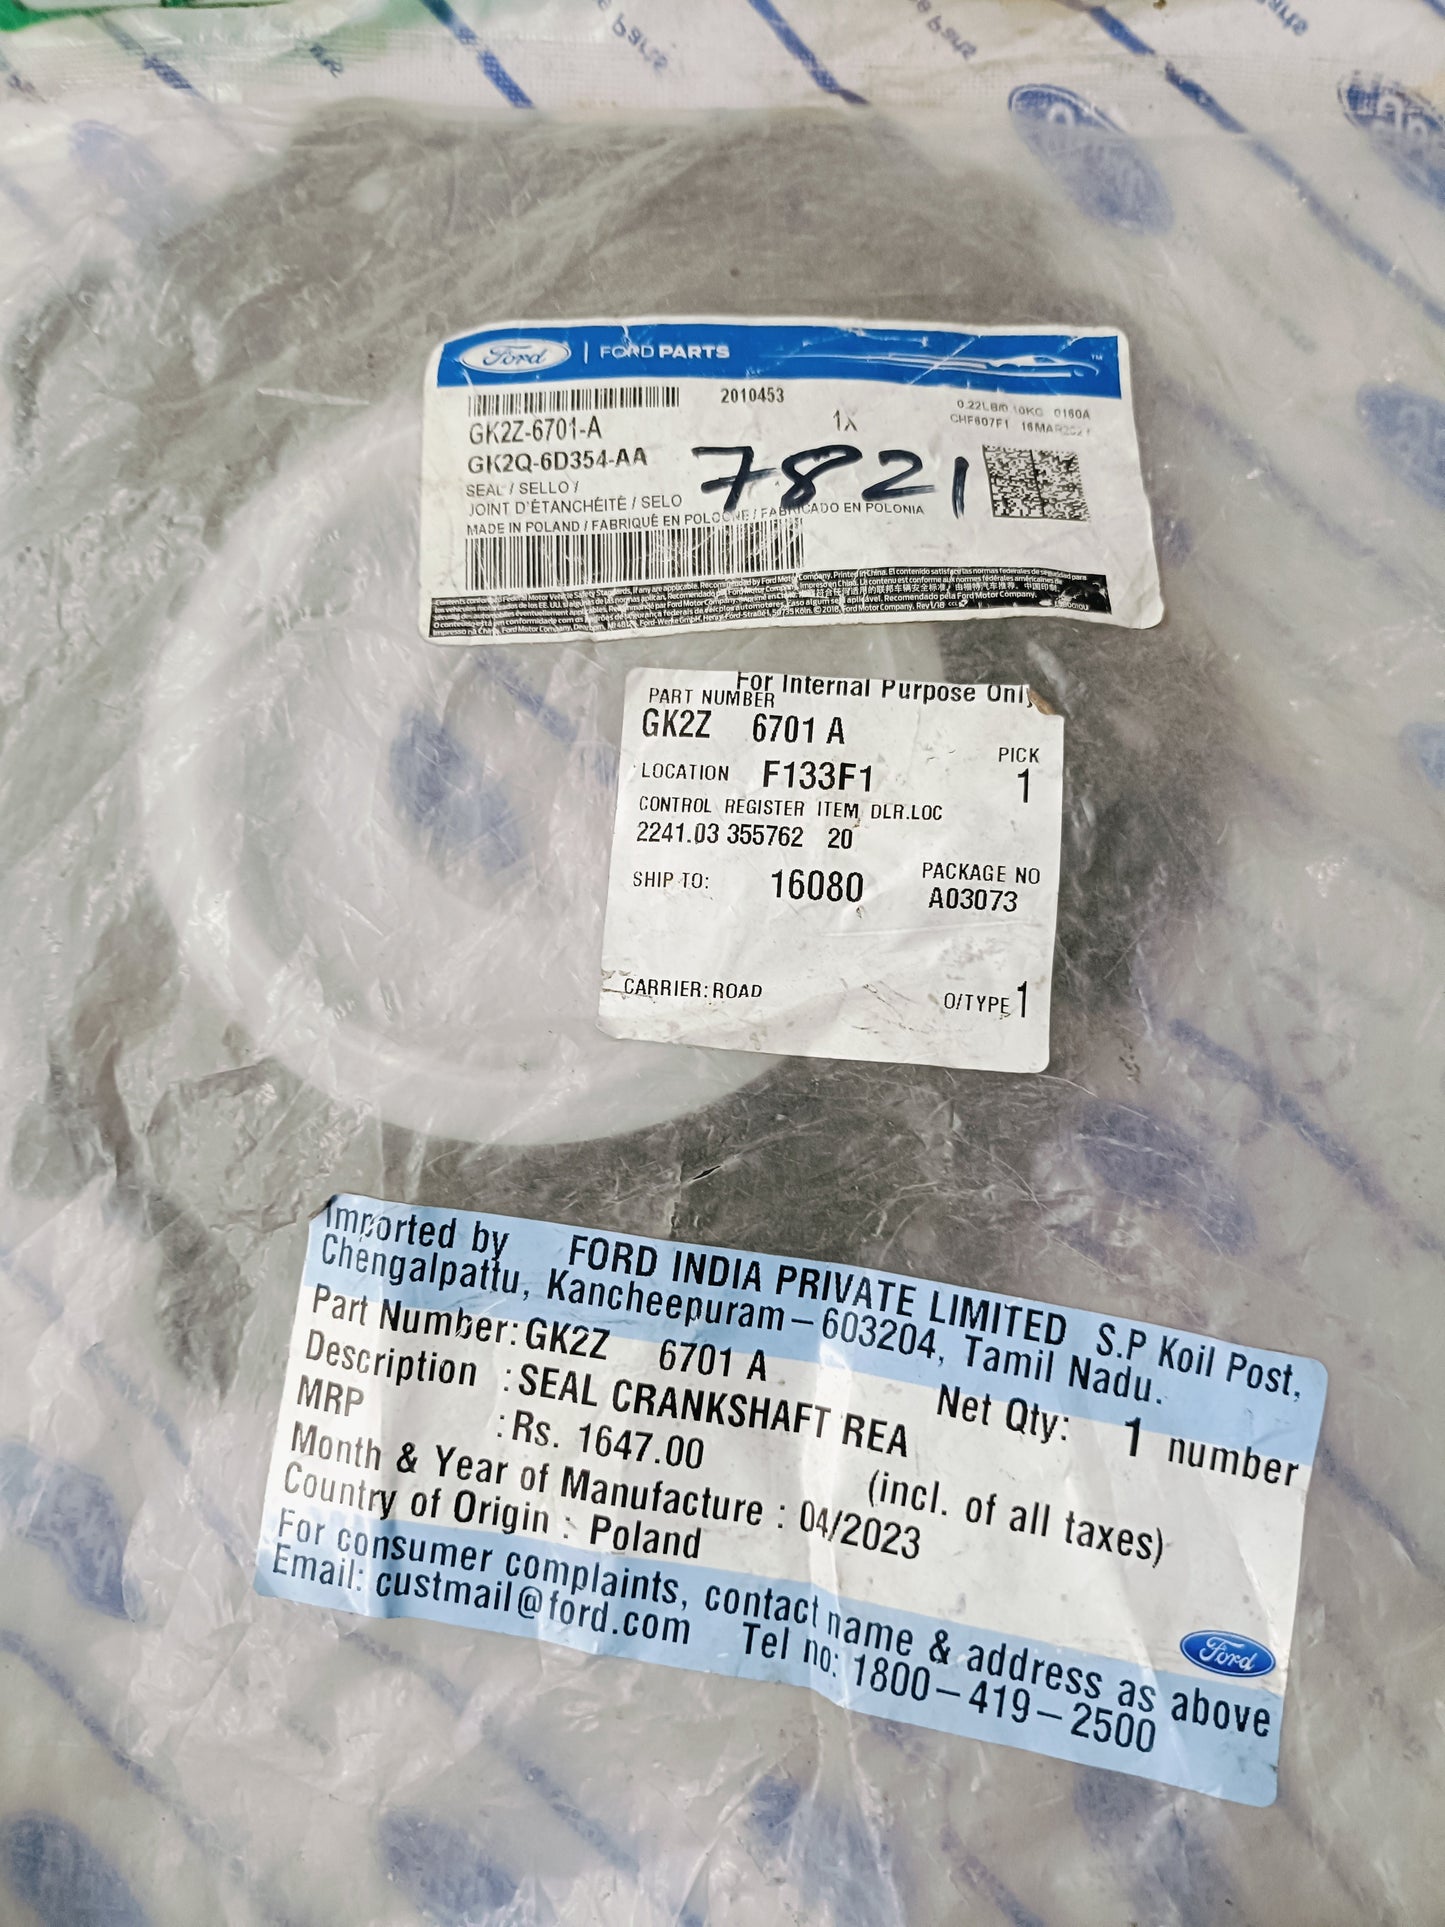 Ford | FORD PARTS
2010453
GK2Z-6701-A
1X
0160A
CHF607F1
GK2Q-6D354-AA
7821
SEAL / SELLO /
JOINT D'ÉTANCHÉITÉ / SELO
MADE IN POLAND / FABRIQUÉ EN POLOGNE / FABRICADO EN POLONIA
For Internal Purpose Only
PART NUMBER
GK2Z 6701 A
PICK
LOCATION F133F1 1
CONTROL REGISTER ITEM DLR.LOC
2241.03 355762 20
PACKAGE NO
SHIP TO: 16080 A03073
CARRIER: ROAD O/TYPE 1
Imported by FORD INDIA PRIVATE LIMITED S.P Koil Post,
Chengalpattu, Kancheepuram – 603204, Tamil Nadu.
Part Number: GK2Z 6701 A Net Qty: 1 number
Description : SEAL CRANKSHAFT REA
MRP : Rs. 1647.00 (incl. of all taxes)
Month & Year of Manufacture : 04/2023
Country of Origin : Poland
Ford
For consumer complaints, contact name & address as above
Email: custmail@ford.com Tel no: 1800–419–2500